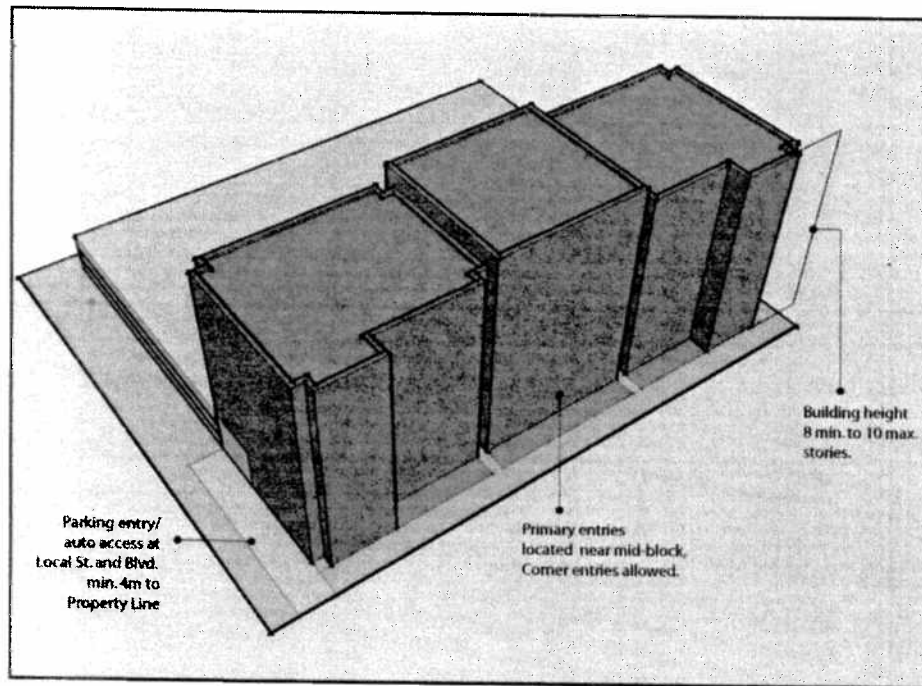 Building height
8 min. to 10 max.
stories.
Primary entries
located near mid-block,
Corner entries allowed.
Parking entry/
auto access at
Local St. and Blvd.
min. 4m to
Property Line